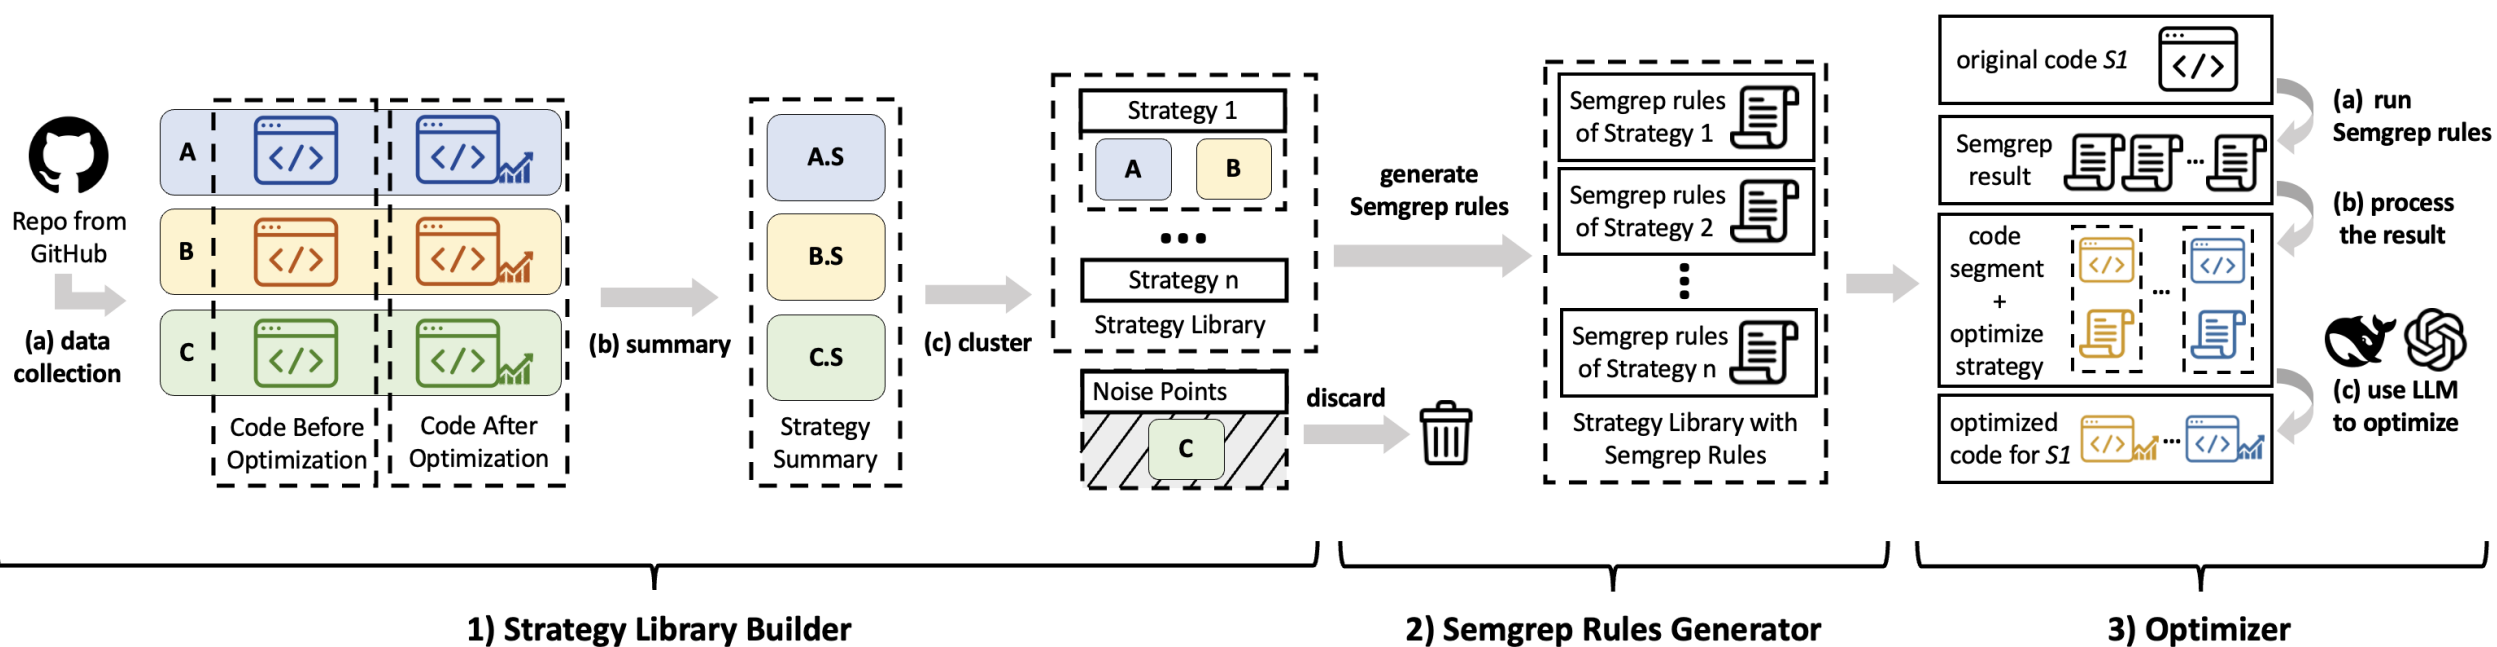 Repo from
GitHub
(a) data
collection
A
B
C
</>
</>
</>
</>
</>
</>
Code Before
Optimization
Code After
Optimization
(b) summary
A.S
B.S
C.S
Strategy
Summary
(c) cluster
Strategy 1
A
B
Strategy n
Strategy Library
Noise Points
C
discard
generate
Semgrep rules
Semgrep rules
of Strategy 1
Semgrep rules
of Strategy 2
Semgrep rules
of Strategy n
Strategy Library with
Semgrep Rules
original code S1
</>
(a) run
Semgrep rules
Semgrep
result
...
(b) process
the result
code
segment
+
optimize
strategy
</>
...
</>
(c) use LLM
to optimize
optimized
code for S1
</>
...
</>
1) Strategy Library Builder
2) Semgrep Rules Generator
3) Optimizer